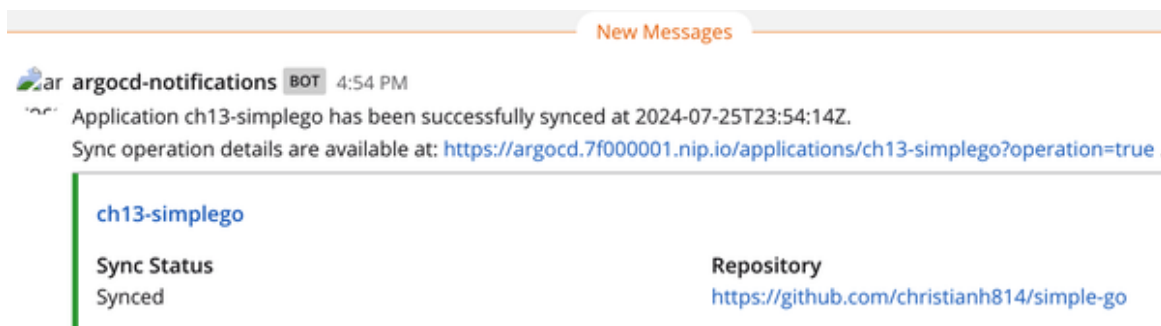 New Messages
ar argocd-notifications BOT 4:54 PM
Application ch13-simplego has been successfully synced at 2024-07-25T23:54:14Z.
Sync operation details are available at: https://argocd.7f000001.nip.io/applications/ch13-simplego?operation=true .
ch13-simplego
Sync Status Repository
Synced https://github.com/christianh814/simple-go